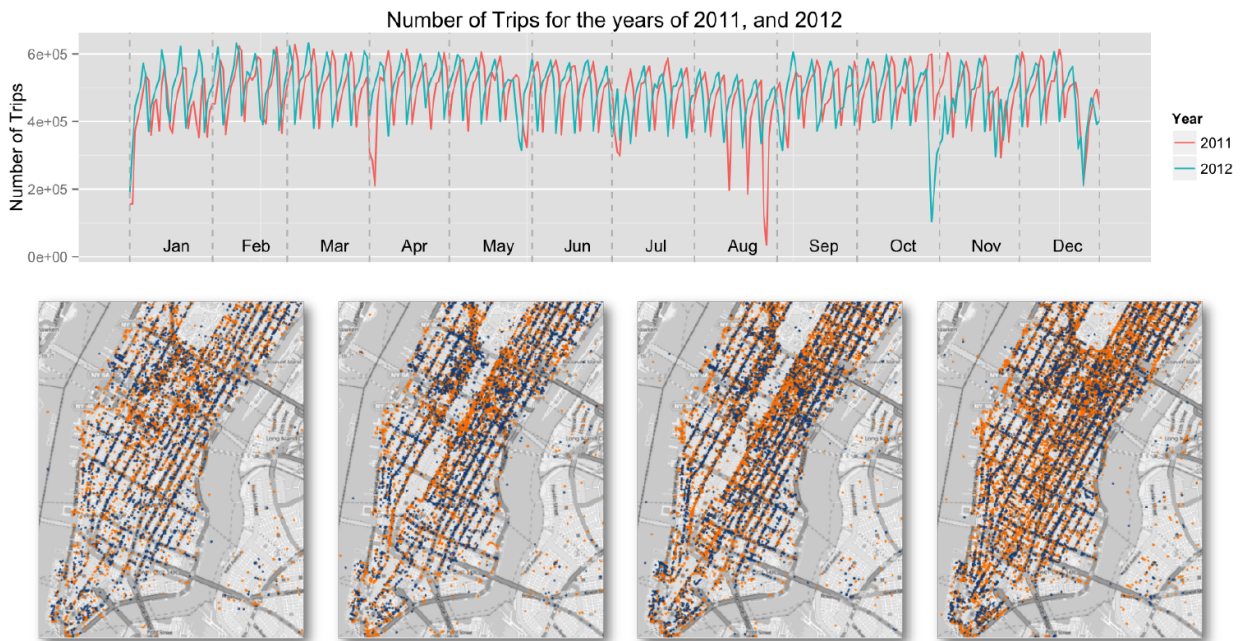 Number of Trips for the years of 2011, and 2012
Number of Trips
6e+05
4e+05
2e+05
0e+00
Jan Feb Mar Apr May Jun Jul Aug Sep Oct Nov Dec
Year
2011
2012